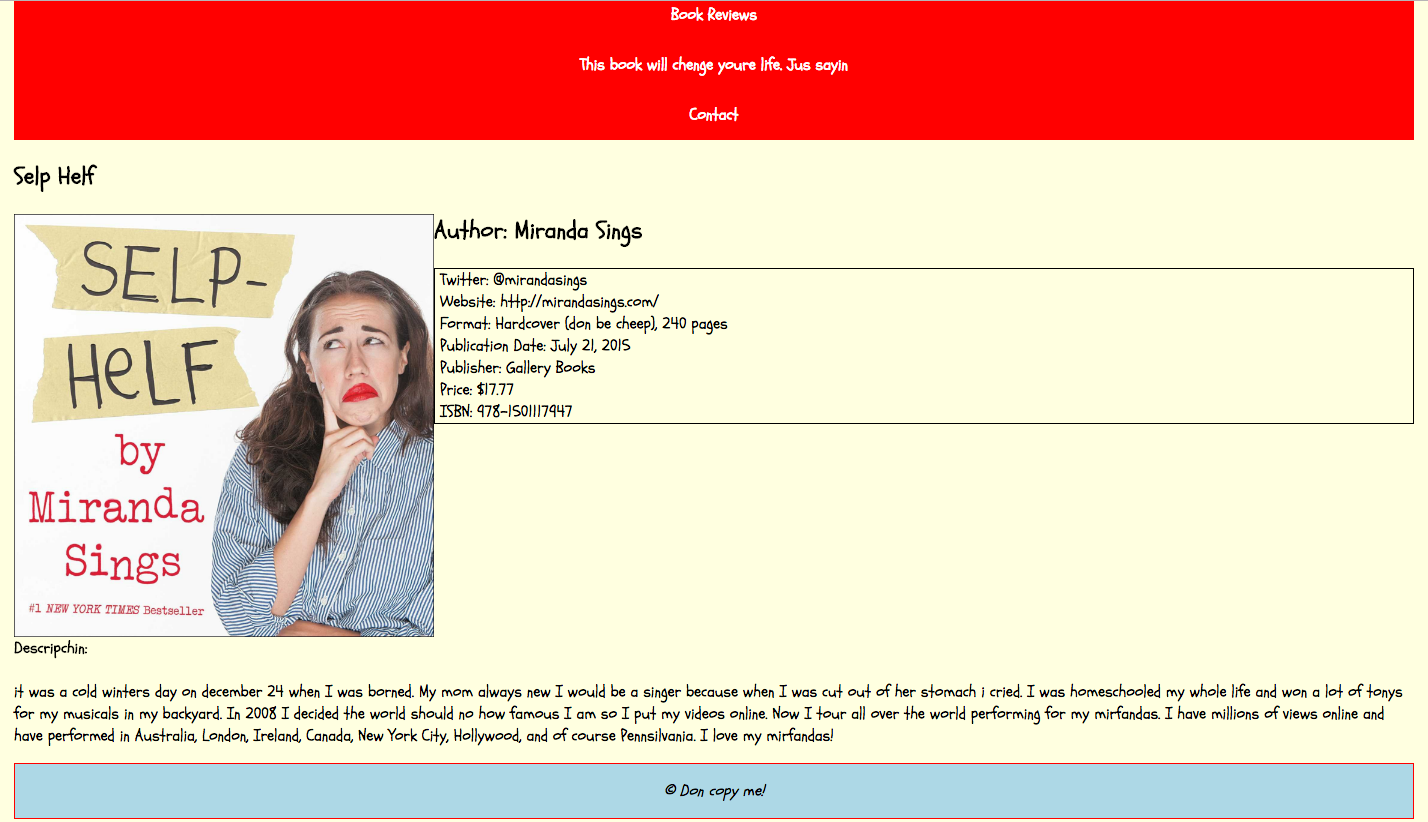 Book Reviews
This book will chenge youre life. Jus sayin
Contact
Selp Helf
SELP-
HELF
by
Miranda
Sings
#1 NEW YORK TIMES Bestseller
Author: Miranda Sings
Twitter: @mirandasings
Website: http://mirandasings.com/
Format: Hardcover (don be cheep), 240 pages
Publication Date: July 21, 2015
Publisher: Gallery Books
Price: $17.77
ISBN: 978-1501117947
Descripchin:
it was a cold winters day on december 24 when I was borned. My mom always new I would be a singer because when I was cut out of her stomach i cried. I was homeschooled my whole life and won a lot of tonys
for my musicals in my backyard. In 2008 I decided the world should no how famous I am so I put my videos online. Now I tour all over the world performing for my mirfandas. I have millions of views online and
have performed in Australia, London, Ireland, Canada, New York City, Hollywood, and of course Pennsilvania. I love my mirfandas!
© Don copy me!